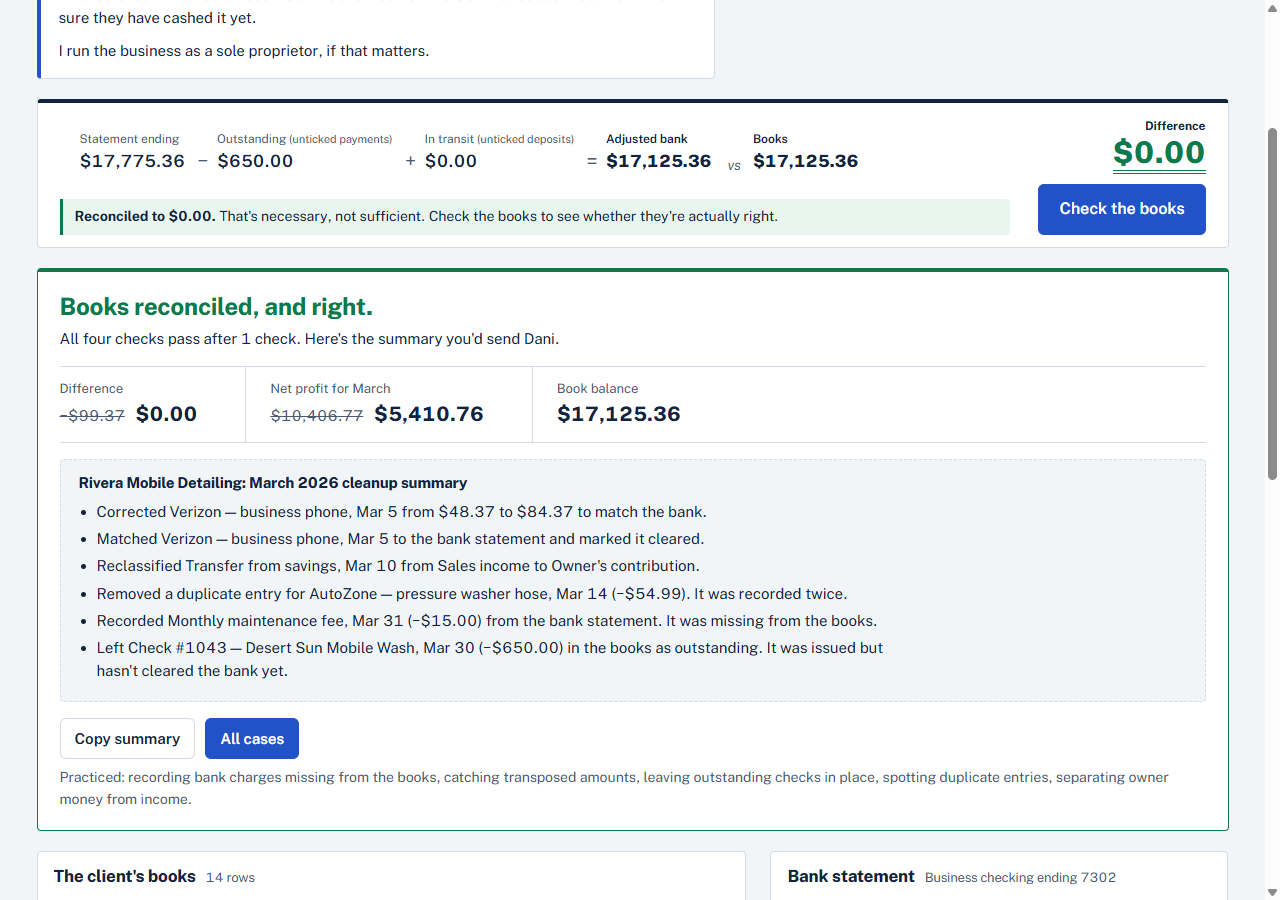 sure they have cashed it yet.
I run the business as a sole proprietor, if that matters.
Statement ending
$17,775.36
−
Outstanding (unticked payments)
$650.00
+
In transit (unticked deposits)
$0.00
=
Adjusted bank
$17,125.36
vs
Books
$17,125.36
Difference
$0.00
Reconciled to $0.00. That's necessary, not sufficient. Check the books to see whether they're actually right.
Check the books
Books reconciled, and right.
All four checks pass after 1 check. Here's the summary you'd send Dani.
Difference
−$99.37 $0.00
Net profit for March
$10,406.77 $5,410.76
Book balance
$17,125.36
Rivera Mobile Detailing: March 2026 cleanup summary
• Corrected Verizon — business phone, Mar 5 from $48.37 to $84.37 to match the bank.
• Matched Verizon — business phone, Mar 5 to the bank statement and marked it cleared.
• Reclassified Transfer from savings, Mar 10 from Sales income to Owner's contribution.
• Removed a duplicate entry for AutoZone — pressure washer hose, Mar 14 (−$54.99). It was recorded twice.
• Recorded Monthly maintenance fee, Mar 31 (−$15.00) from the bank statement. It was missing from the books.
• Left Check #1043 — Desert Sun Mobile Wash, Mar 30 (−$650.00) in the books as outstanding. It was issued but
hasn't cleared the bank yet.
Copy summary
All cases
Practiced: recording bank charges missing from the books, catching transposed amounts, leaving outstanding checks in place, spotting duplicate entries, separating owner
money from income.
The client's books 14 rows
Bank statement Business checking ending 7302